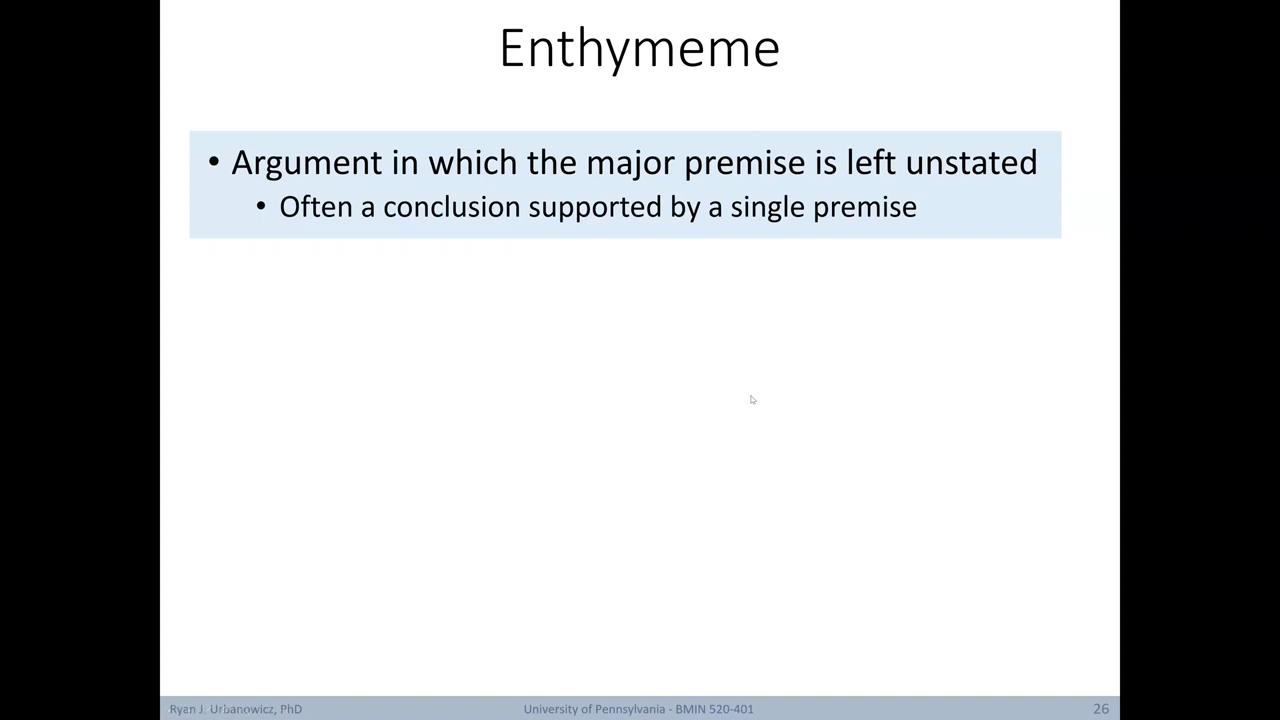 Enthymeme
• Argument in which the major premise is left unstated
• Often a conclusion supported by a single premise
Ryan J. Urbanowicz, PhD
University of Pennsylvania - BMIN 520-401
26